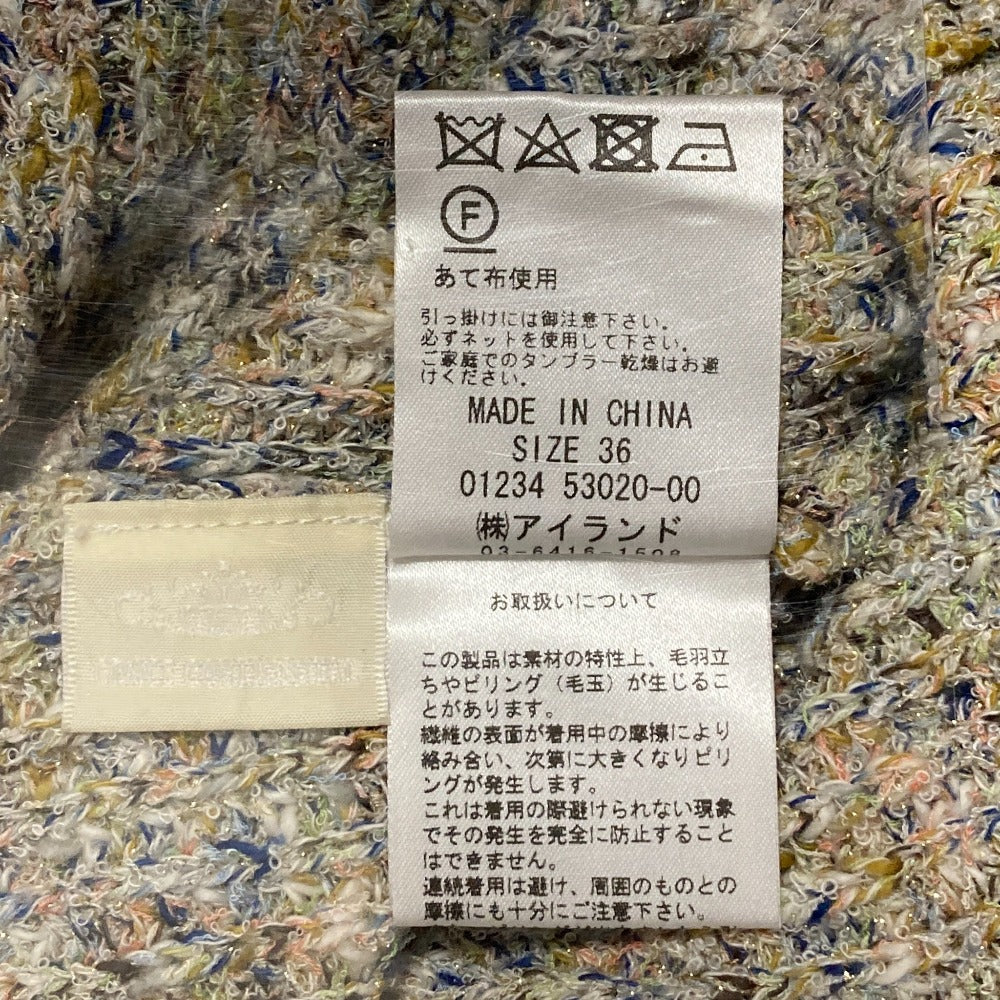 F
あて布使用
引っ掛けには御注意下さい。
必ずネットを使用して下さい。
ご家庭でのタンブラー乾燥はお避
けください。
MADE IN CHINA
SIZE 36
01234 53020-00
㈱アイランド
03-6416-1508
お取扱いについて
この製品は素材の特性上、毛羽立
ちやピリング（毛玉）が生じるこ
とがあります。
繊維の表面が着用中の摩擦により
絡み合い、次第に大きくなりピリ
ングが発生します。
これは着用の際避けられない現象
でその発生を完全に防止すること
はできません。
連続着用は避け、周囲のものとの
摩擦にも十分にご注意下さい。